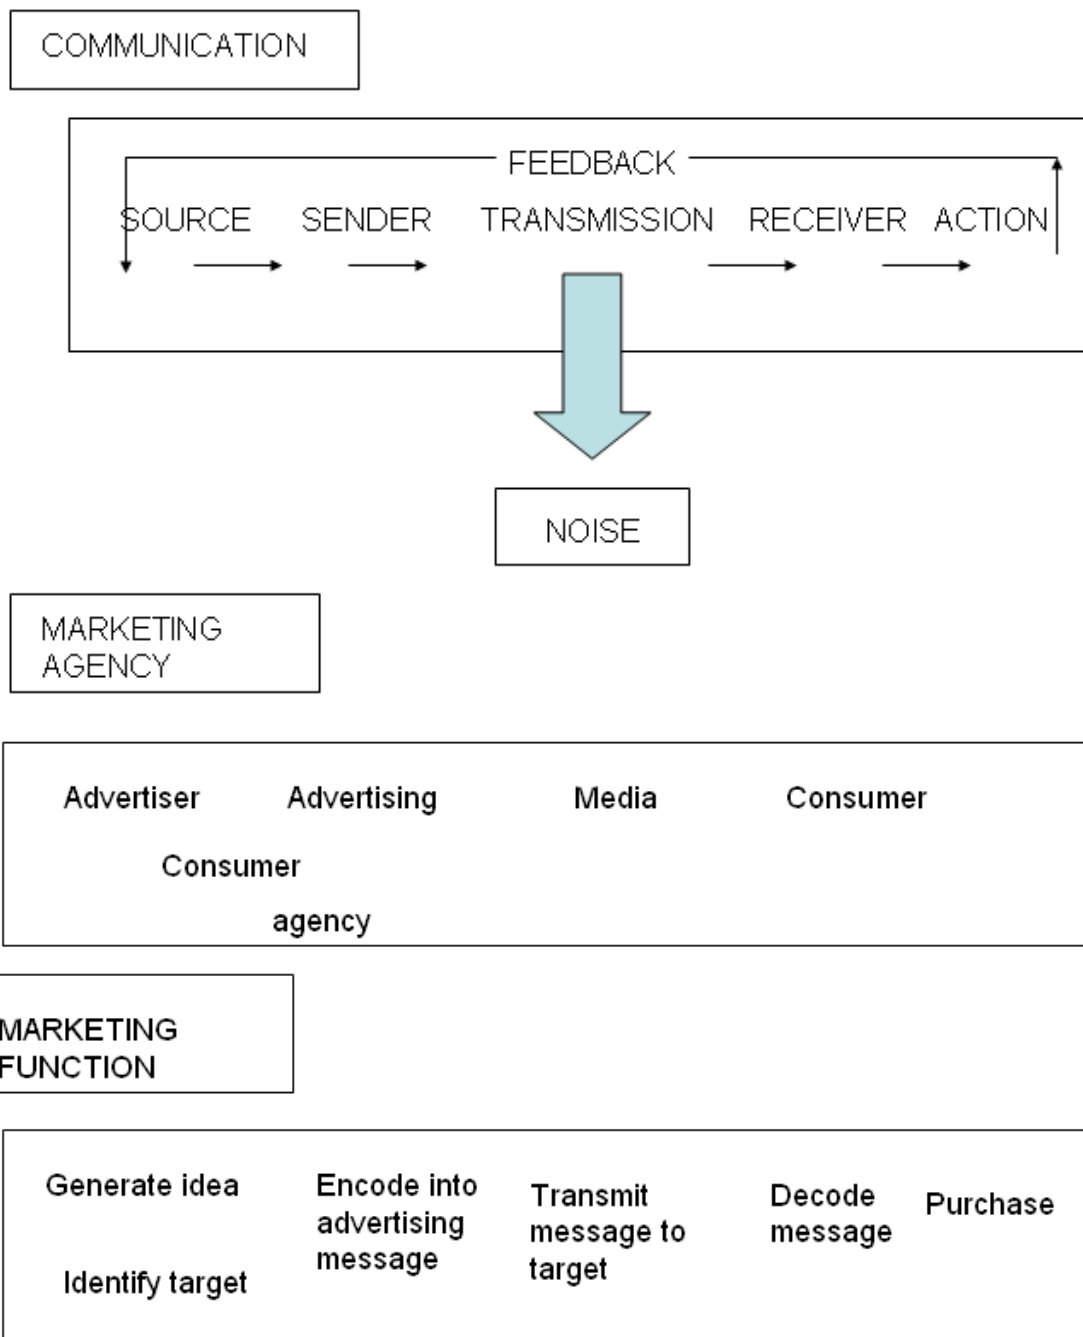 COMMUNICATION
FEEDBACK
SOURCE SENDER TRANSMISSION RECEIVER ACTION
NOISE
MARKETING
AGENCY
Advertiser Advertising Media Consumer
Consumer
agency
MARKETING
FUNCTION
Generate idea
Identify target
Encode into
advertising
message
Transmit
message to
target
Decode
message
Purchase